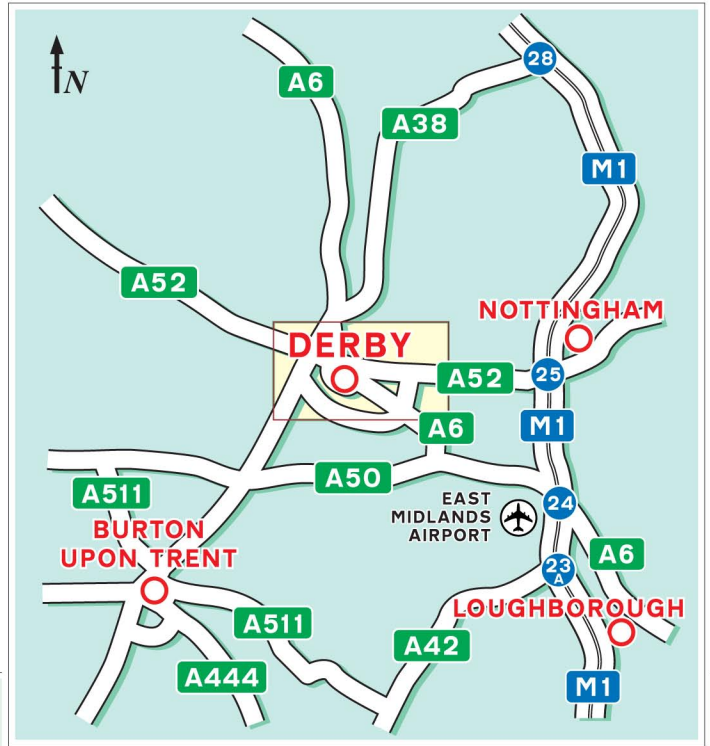 N
A6
28
A38
M1
A52
NOTTINGHAM
DERBY
A52
25
M1
A6
A50
A511
EAST
MIDLANDS
AIRPORT
24
BURTON
UPON TRENT
A6
23
A
LOUGHBOROUGH
A511
A42
A444
M1